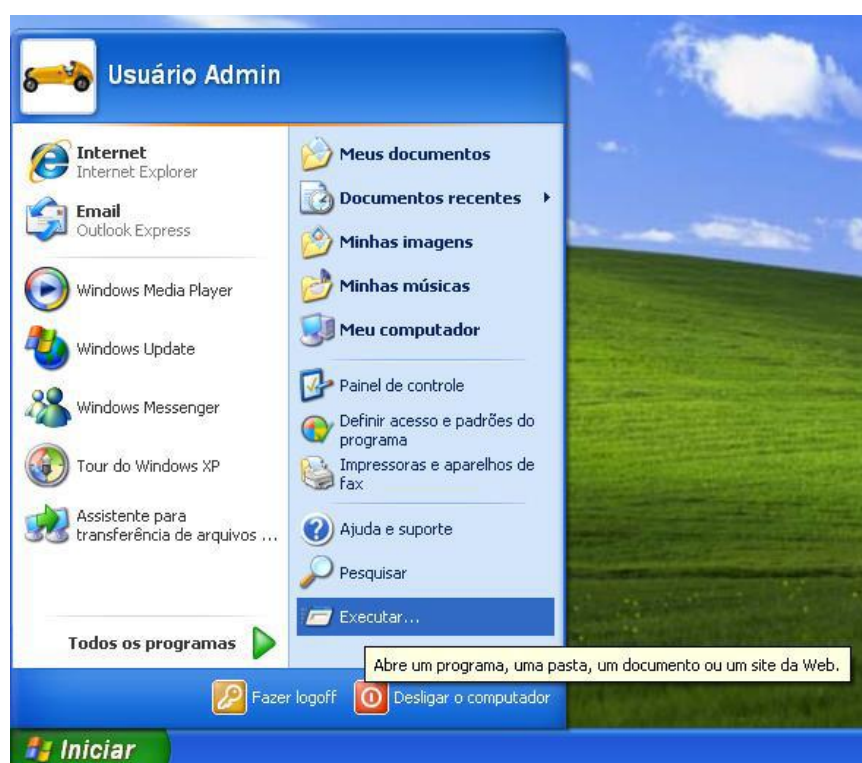 Usuário Admin
Internet
Internet Explorer
Email
Outlook Express
Windows Media Player
Windows Update
Windows Messenger
Tour do Windows XP
Assistente para
transferência de arquivos ...
Todos os programas
Meus documentos
Documentos recentes
Minhas imagens
Minhas músicas
Meu computador
Painel de controle
Definir acesso e padrões do
programa
Impressoras e aparelhos de
fax
Ajuda e suporte
Pesquisar
Executar...
Abre um programa, uma pasta, um documento ou um site da Web.
Fazer logoff
Desligar o computador
Iniciar